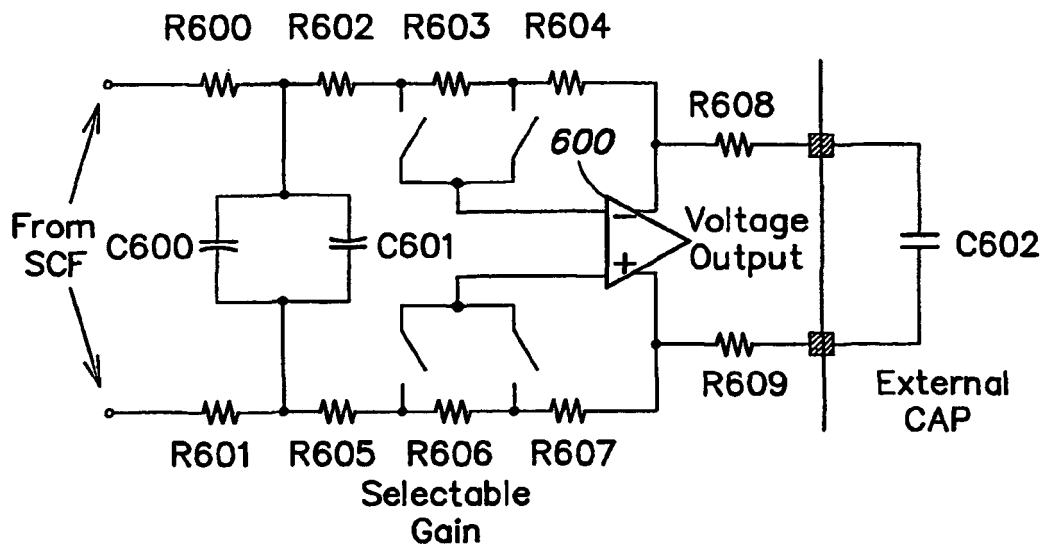 R600 R602 R603 R604
R608
600
From
SCF
C600
C601
Voltage
Output
C602
R609
External
CAP
R601 R605 R606 R607
Selectable
Gain